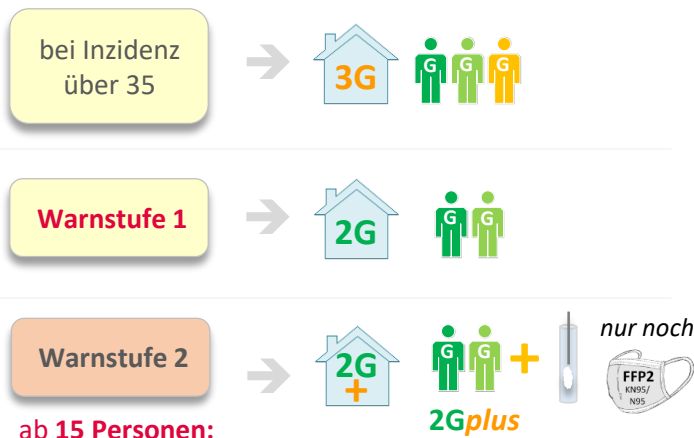 bei Inzidenz
über 35
3G
G G G
Warnstufe 1
2G
G G
Warnstufe 2
2G
+
G G +
nur noch
FFP2
KN95/
N95
2Gplus
ab 15 Personen: